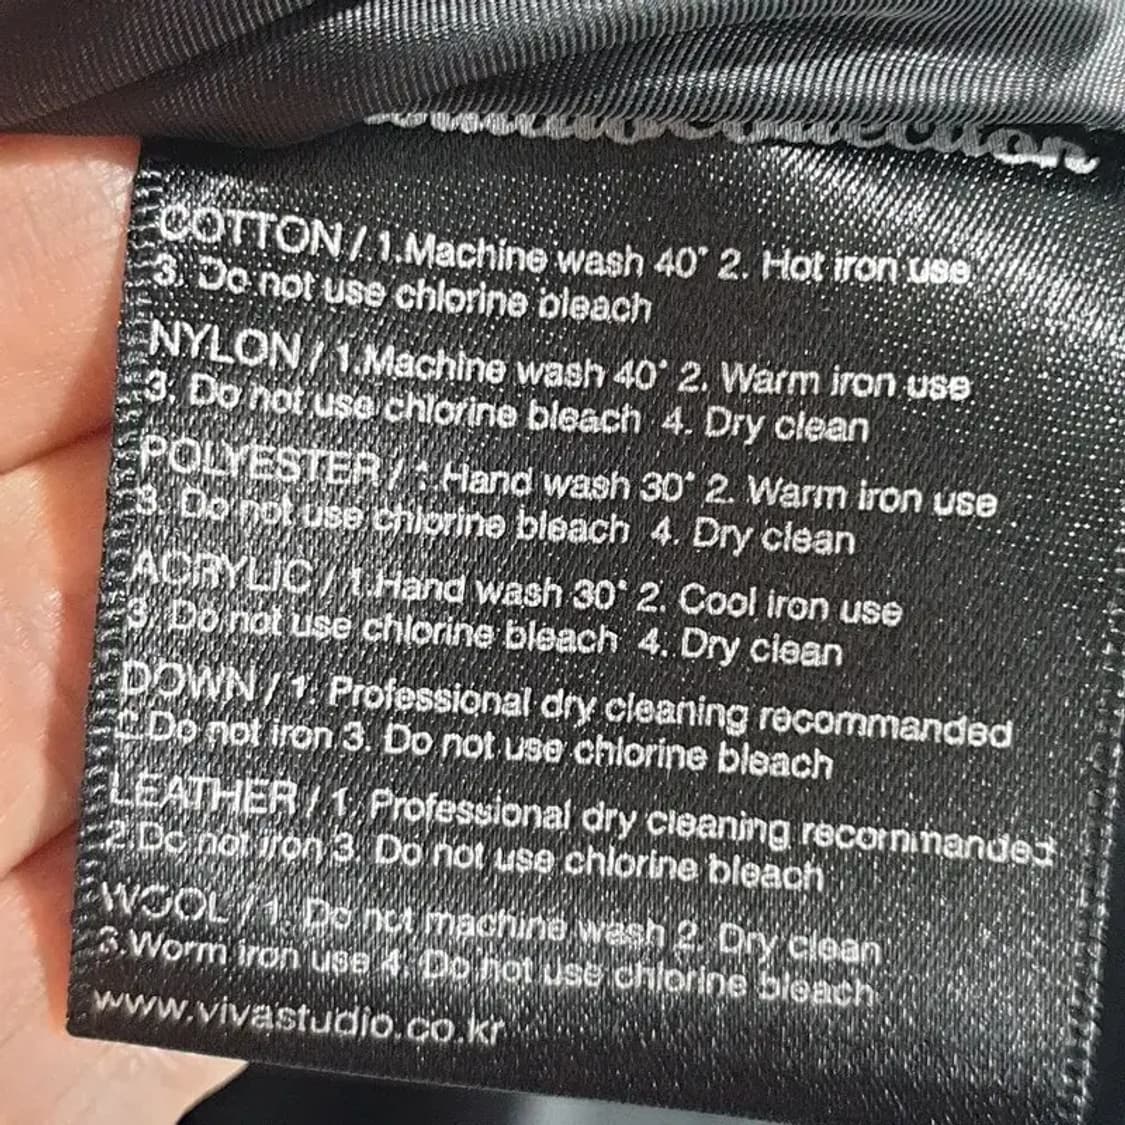 COTTON / 1.Machine wash 40° 2. Hot iron use
3. Do not use chlorine bleach
NYLON / 1.Machine wash 40° 2. Warm iron use
3. Do not use chlorine bleach 4. Dry clean
POLYESTER / 1.Hand wash 30° 2. Warm iron use
3. Do not use chlorine bleach 4. Dry clean
ACRYLIC / 1.Hand wash 30° 2. Cool iron use
3. Do not use chlorine bleach 4. Dry clean
DOWN / 1. Professional dry cleaning recommanded
2.Do not iron 3. Do not use chlorine bleach
LEATHER / 1. Professional dry cleaning recommanded
2.Do not iron 3. Do not use chlorine bleach
WOOL / 1. Do not machine wash 2. Dry clean
3.Worm iron use 4. Do not use chlorine bleach
www.vivastudio.co.kr